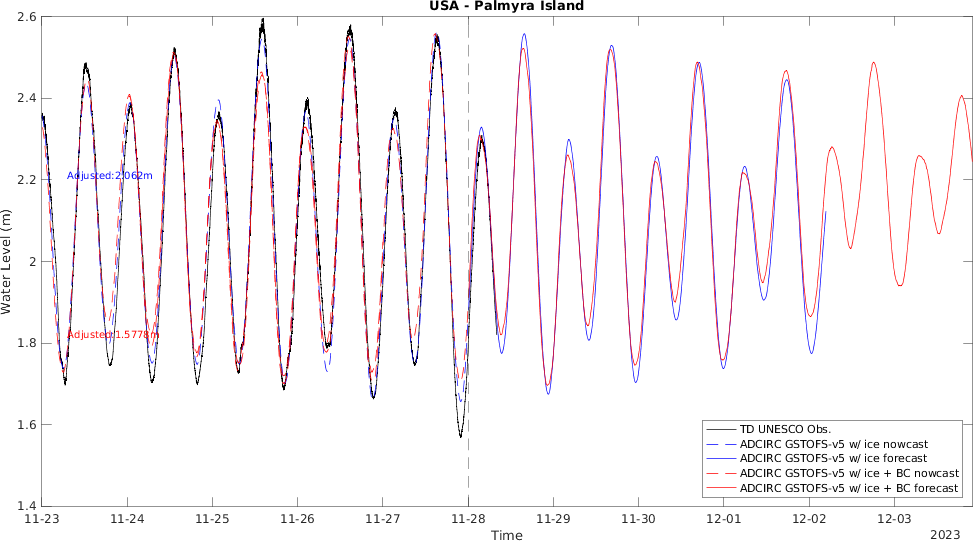 USA - Palmyra Island
2.6
2.4
2.2
2
1.8
1.6
1.4
Water Level (m)
Adjusted:2.062m
Adjusted:1.5778m
TD UNESCO Obs.
ADCIRC GSTOFS-v5 w/ ice nowcast
ADCIRC GSTOFS-v5 w/ ice forecast
ADCIRC GSTOFS-v5 w/ ice + BC nowcast
ADCIRC GSTOFS-v5 w/ ice + BC forecast
11-23 11-24 11-25 11-26 11-27 11-28 11-29 11-30 12-01 12-02 12-03
Time
2023